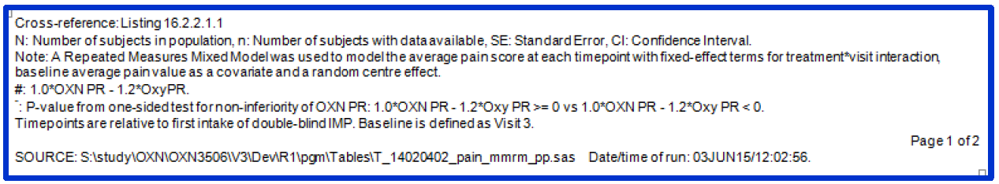 Cross-reference: Listing 16.2.2.1.1
N: Number of subjects in population, n: Number of subjects with data available, SE: Standard Error, CI: Confidence Interval.
Note: A Repeated Measures Mixed Model was used to model the average pain score at each timepoint with fixed-effect terms for treatment*visit interaction,
baseline average pain value as a covariate and a random centre effect.
#: 1.0*OXN PR - 1.2*OxyPR.
~: P-value from one-sided test for non-inferiority of OXN PR: 1.0*OXN PR - 1.2*Oxy PR >= 0 vs 1.0*OXN PR - 1.2*Oxy PR < 0.
Timepoints are relative to first intake of double-blind IMP. Baseline is defined as Visit 3.
Page 1 of 2
SOURCE: S:\study\OXN\OXN3506\V3\Dev\R1\pgm\Tables\T_14020402_pain_mmrm_pp.sas Date/time of run: 03JUN15/12:02:56.